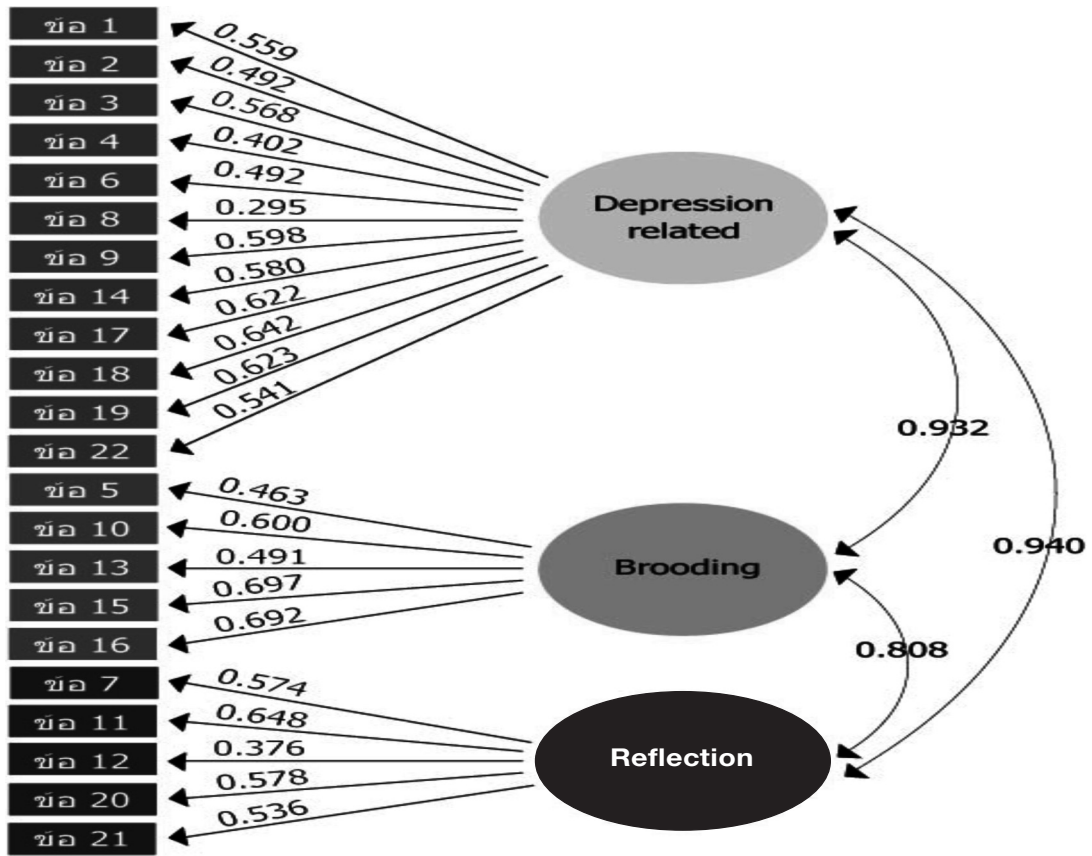 ข้อ 1
0.559
ข้อ 2
0.492
ข้อ 3
0.568
ข้อ 4
0.402
ข้อ 6
0.492
ข้อ 8
0.295
ข้อ 9
0.598
ข้อ 14
0.580
ข้อ 17
0.622
ข้อ 18
0.642
ข้อ 19
0.623
ข้อ 22
0.541
Depression
related
ข้อ 5
0.463
ข้อ 10
0.600
ข้อ 13
0.491
ข้อ 15
0.697
ข้อ 16
0.692
Brooding
ข้อ 7
0.574
ข้อ 11
0.648
ข้อ 12
0.376
ข้อ 20
0.578
ข้อ 21
0.536
Reflection
0.932
0.940
0.808